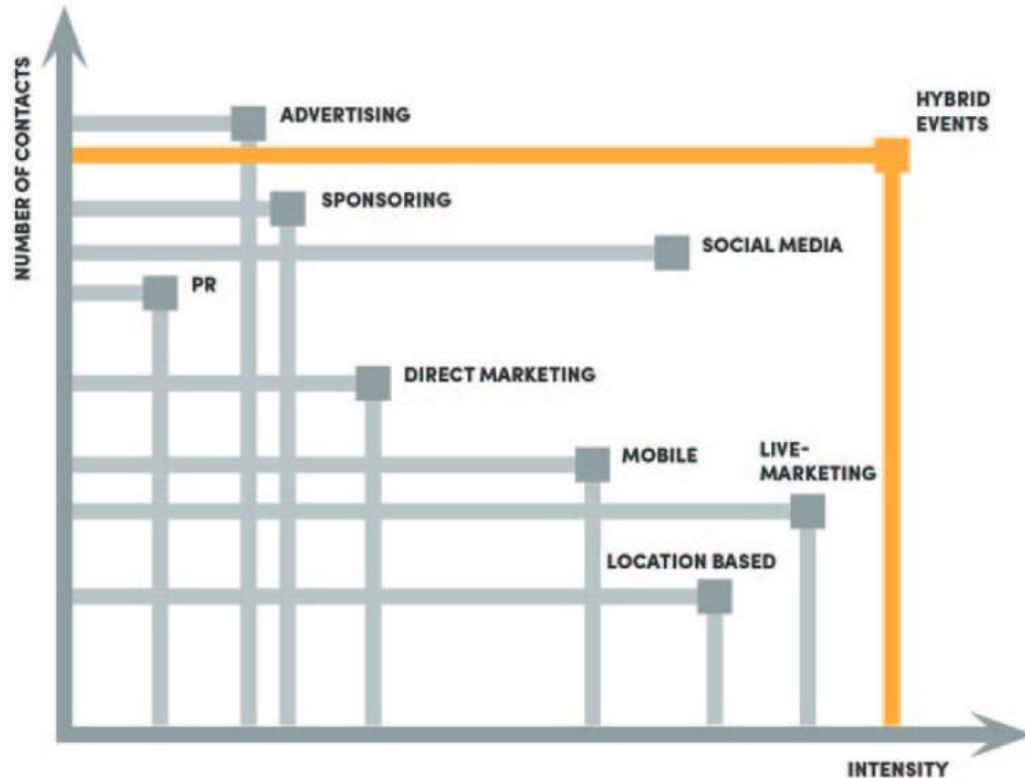 NUMBER OF CONTACTS
ADVERTISING
HYBRID
EVENTS
SPONSORING
SOCIAL MEDIA
PR
DIRECT MARKETING
MOBILE
LIVE-
MARKETING
LOCATION BASED
INTENSITY